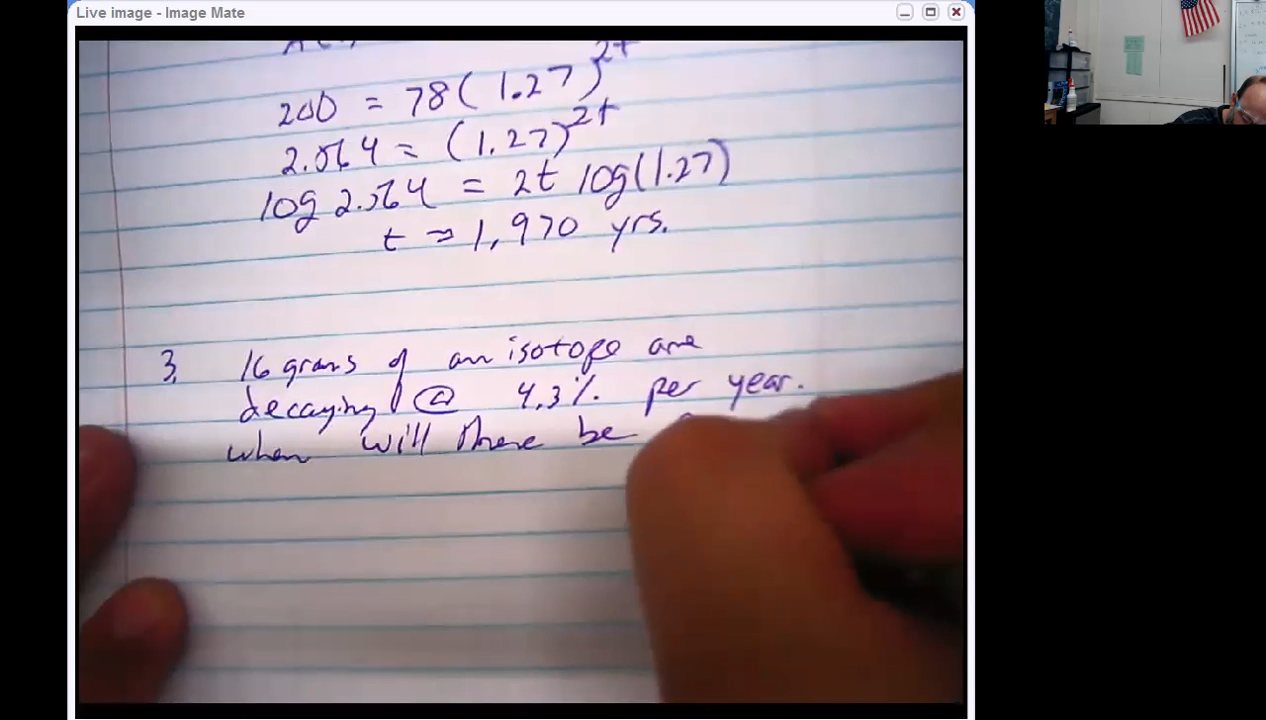 Live image - Image Mate
200 = 78(1.27)^2t
2.564 = (1.27)^2t
log 2.564 = 2t log(1.27)
t ≈ 1,970 yrs.
3. 16 grams of an isotope are
decaying @ 4.3% per year.
when will there be